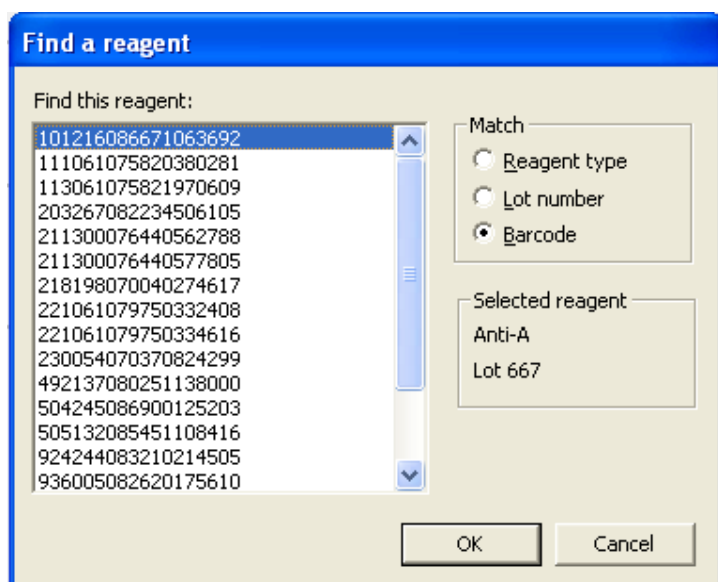 Find a reagent
Find this reagent:
101216086671063692
111061075820380281
113061075821970609
203267082234506105
211300076440562788
211300076440577805
218198070040274617
221061079750332408
221061079750334616
230054070370824299
492137080251138000
504245086900125203
505132085451108416
924244083210214505
936005082620175610
Match
Reagent type
Lot number
Barcode
Selected reagent
Anti-A
Lot 667
OK
Cancel